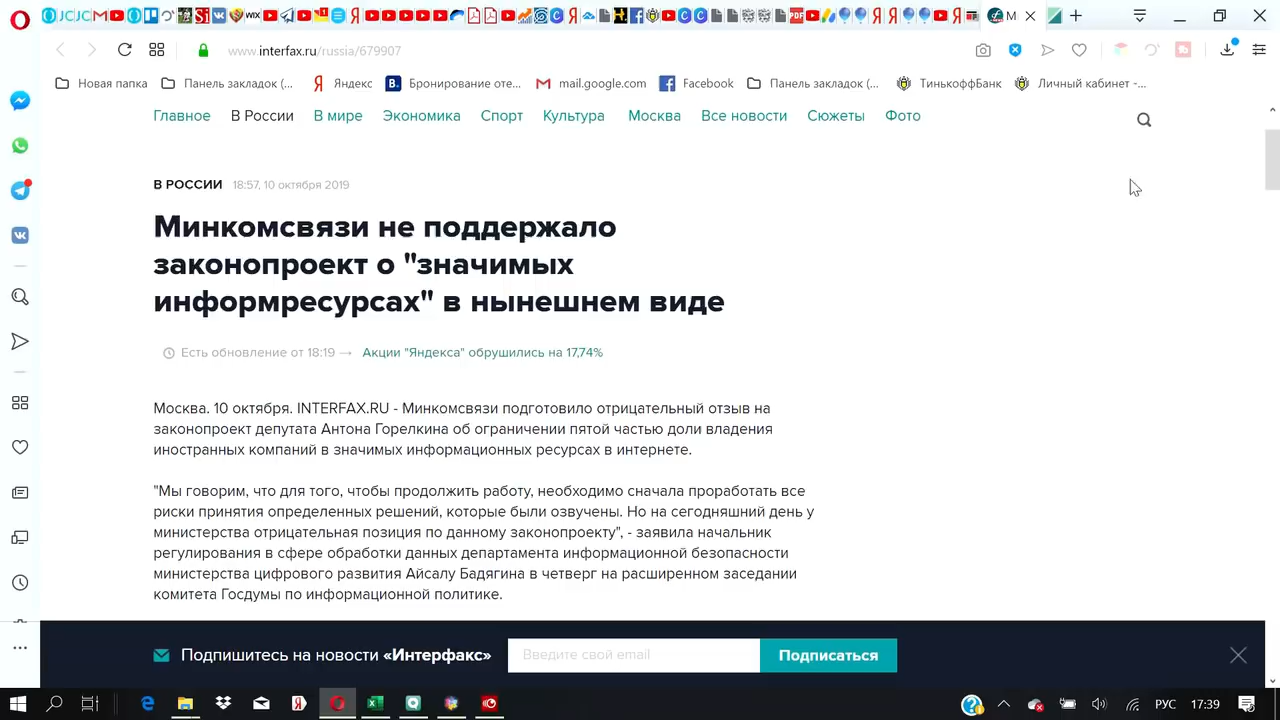 www.interfax.ru/russia/679907
Новая папка Панель закладок (... Яндекс Бронирование оте... mail.google.com Facebook Панель закладок (... ТинькоффБанк Личный кабинет -...
Главное В России В мире Экономика Спорт Культура Москва Все новости Сюжеты Фото
В РОССИИ 18:57, 10 октября 2019
Минкомсвязи не поддержало
законопроект о "значимых
информресурсах" в нынешнем виде
Есть обновление от 18:19 → Акции "Яндекса" обрушились на 17,74%
Москва. 10 октября. INTERFAX.RU - Минкомсвязи подготовило отрицательный отзыв на
законопроект депутата Антона Горелкина об ограничении пятой частью доли владения
иностранных компаний в значимых информационных ресурсах в интернете.
"Мы говорим, что для того, чтобы продолжить работу, необходимо сначала проработать все
риски принятия определенных решений, которые были озвучены. Но на сегодняшний день у
министерства отрицательная позиция по данному законопроекту", - заявила начальник
регулирования в сфере обработки данных департамента информационной безопасности
министерства цифрового развития Айсалу Бадягина в четверг на расширенном заседании
комитета Госдумы по информационной политике.
Подпишитесь на новости «Интерфакс» Введите свой email Подписаться
РУС 17:39